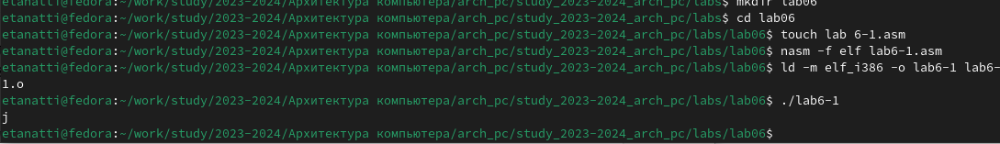 etanatti@fedora:~/work/study/2023-2024/Архитектура компьютера/arch_pc/study_2023-2024_arch_pc/labs$ mkdir lab06
etanatti@fedora:~/work/study/2023-2024/Архитектура компьютера/arch_pc/study_2023-2024_arch_pc/labs$ cd lab06
etanatti@fedora:~/work/study/2023-2024/Архитектура компьютера/arch_pc/study_2023-2024_arch_pc/labs/lab06$ touch lab 6-1.asm
etanatti@fedora:~/work/study/2023-2024/Архитектура компьютера/arch_pc/study_2023-2024_arch_pc/labs/lab06$ nasm -f elf lab6-1.asm
etanatti@fedora:~/work/study/2023-2024/Архитектура компьютера/arch_pc/study_2023-2024_arch_pc/labs/lab06$ ld -m elf_i386 -o lab6-1 lab6-
1.o
etanatti@fedora:~/work/study/2023-2024/Архитектура компьютера/arch_pc/study_2023-2024_arch_pc/labs/lab06$ ./lab6-1
j
etanatti@fedora:~/work/study/2023-2024/Архитектура компьютера/arch_pc/study_2023-2024_arch_pc/labs/lab06$